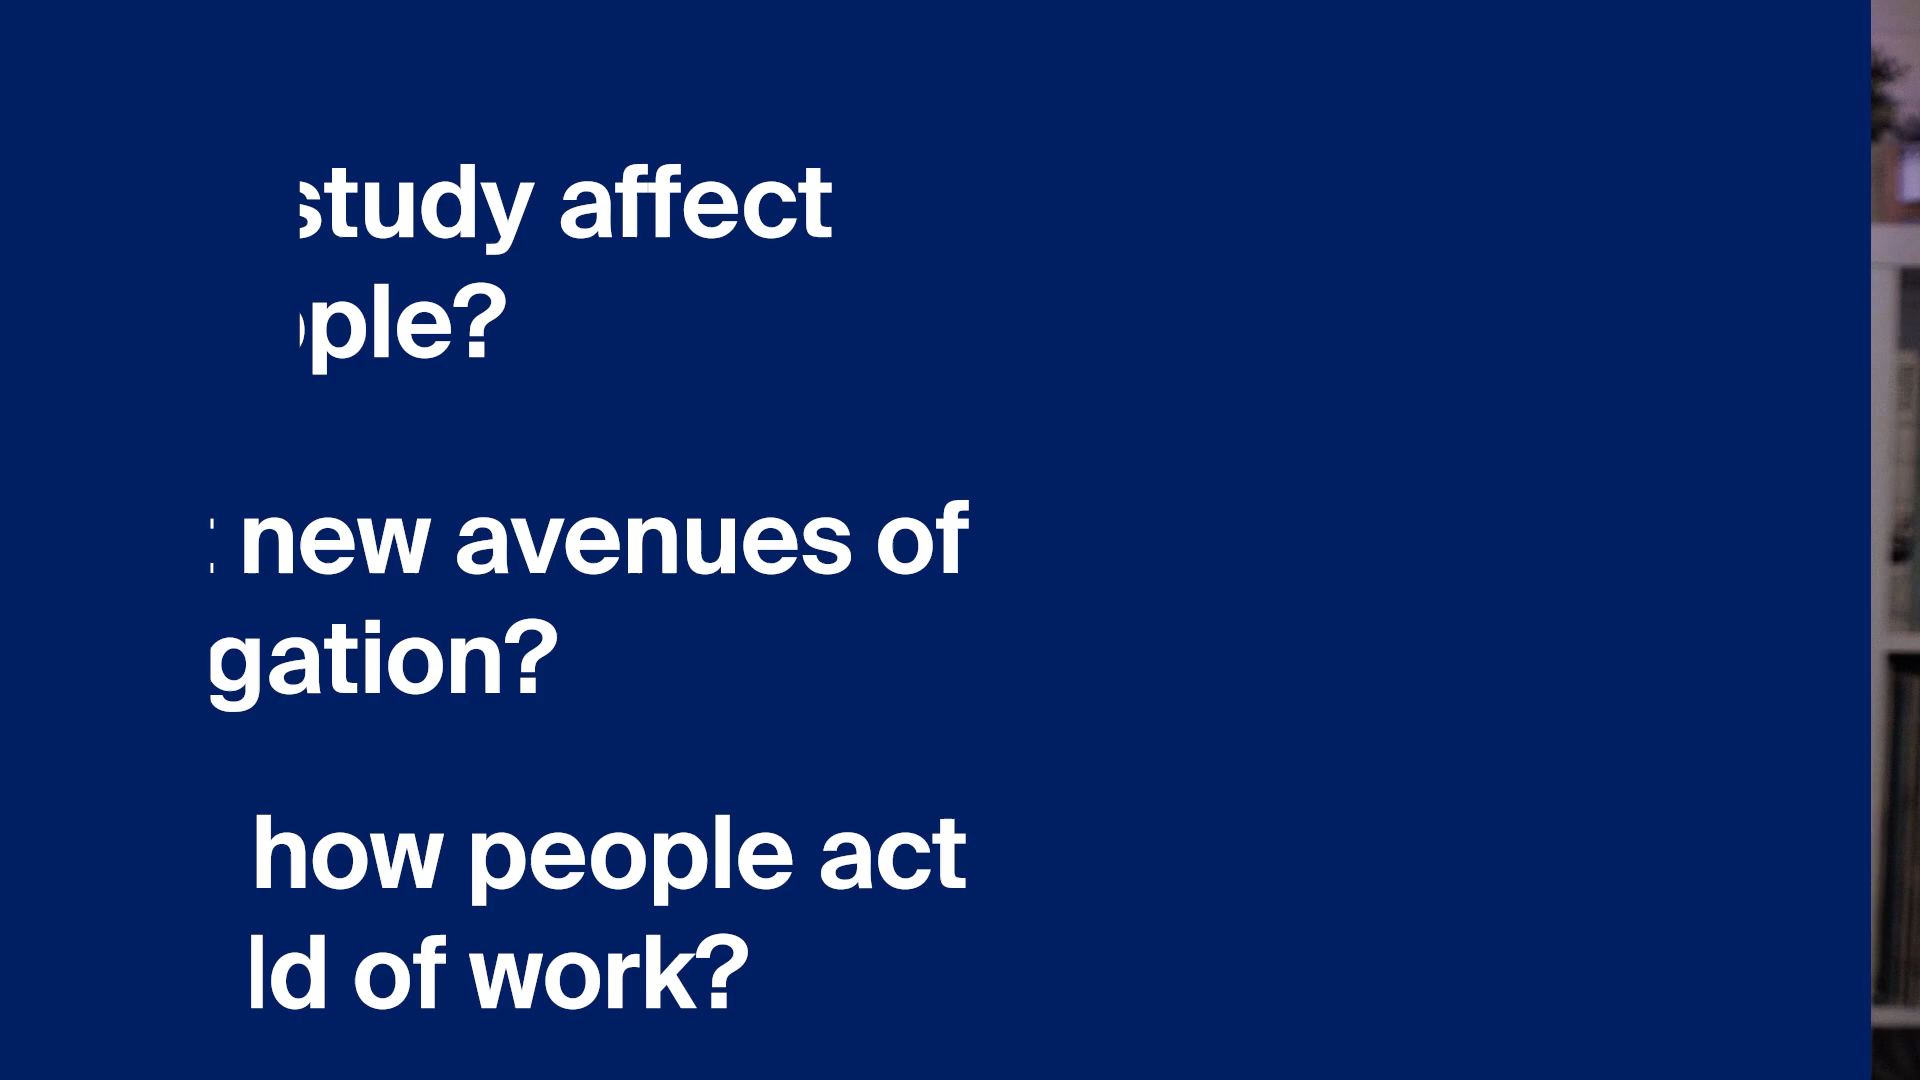 study affect
ple?
new avenues of
gation?
how people act
ld of work?